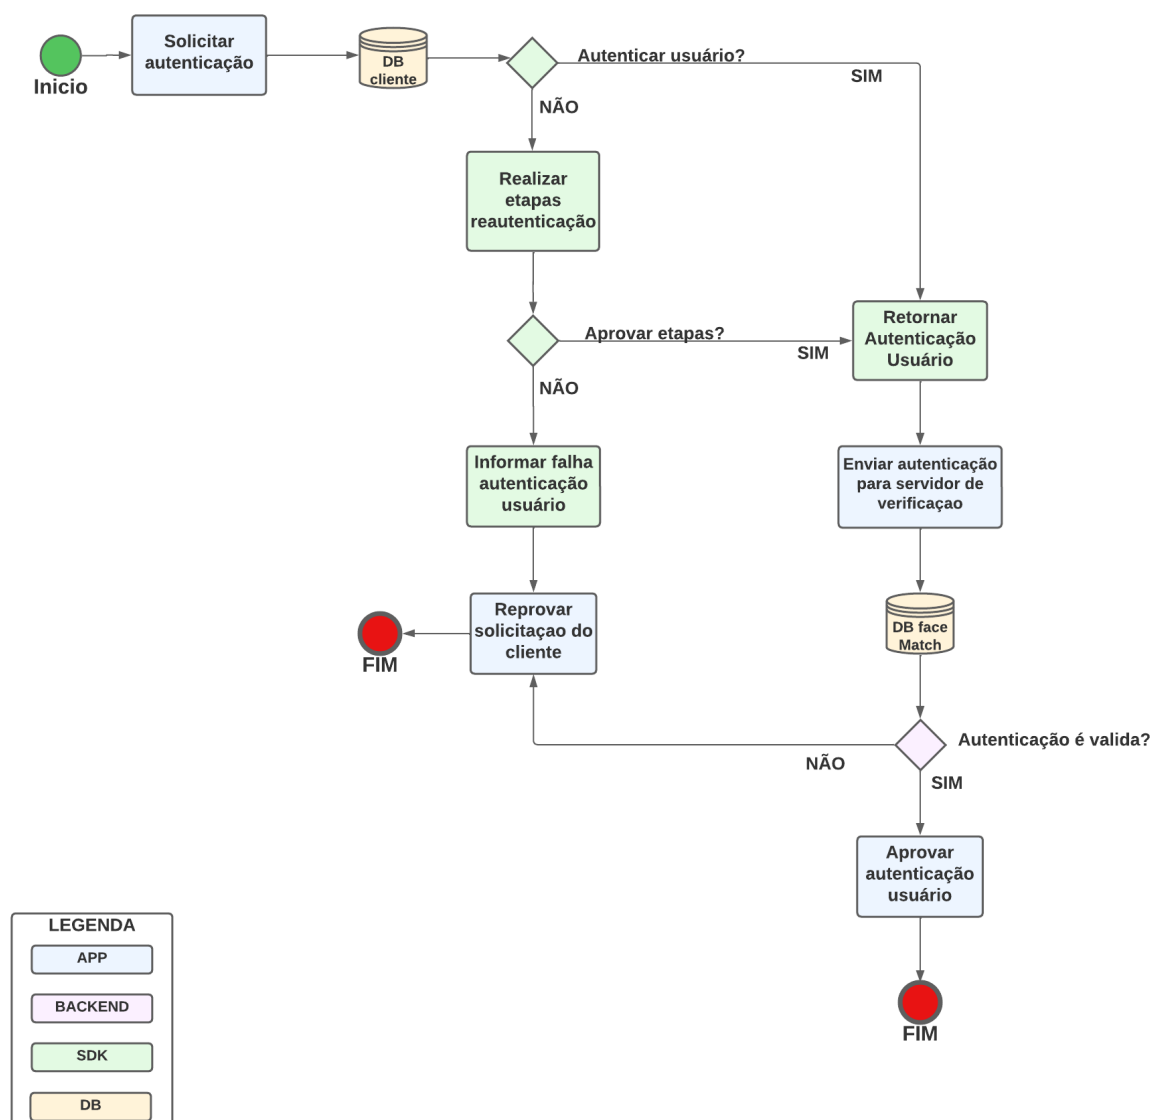 Solicitar
autenticação
Inicio
DB
cliente
Autenticar usuário?
SIM
NÃO
Realizar
etapas
reautenticação
Aprovar etapas?
SIM
NÃO
Retornar
Autenticação
Usuário
Informar falha
autenticação
usuário
Enviar autenticação
para servidor de
verificaçao
Reprovar
solicitaçao do
cliente
FIM
DB face
Match
Autenticação é valida?
NÃO
SIM
Aprovar
autenticação
usuário
FIM
LEGENDA
APP
BACKEND
SDK
DB